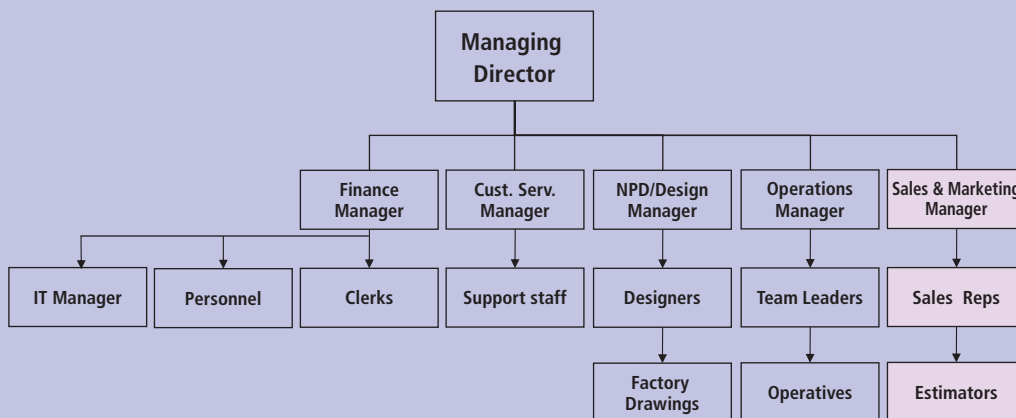 Managing
Director
Finance
Manager
Cust. Serv.
Manager
NPD/Design
Manager
Operations
Manager
Sales & Marketing
Manager
IT Manager
Personnel
Clerks
Support staff
Designers
Team Leaders
Sales Reps
Factory
Drawings
Operatives
Estimators